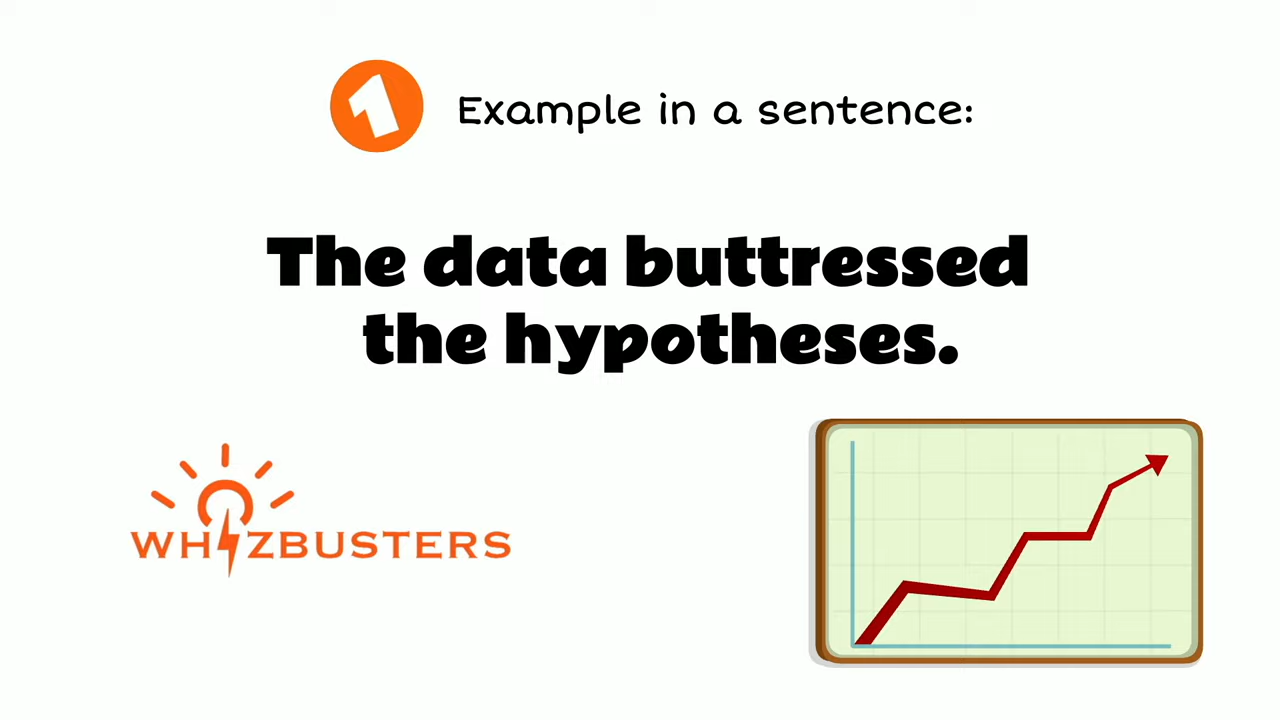 1 Example in a sentence:
The data buttressed
the hypotheses.
WHIZBUSTERS